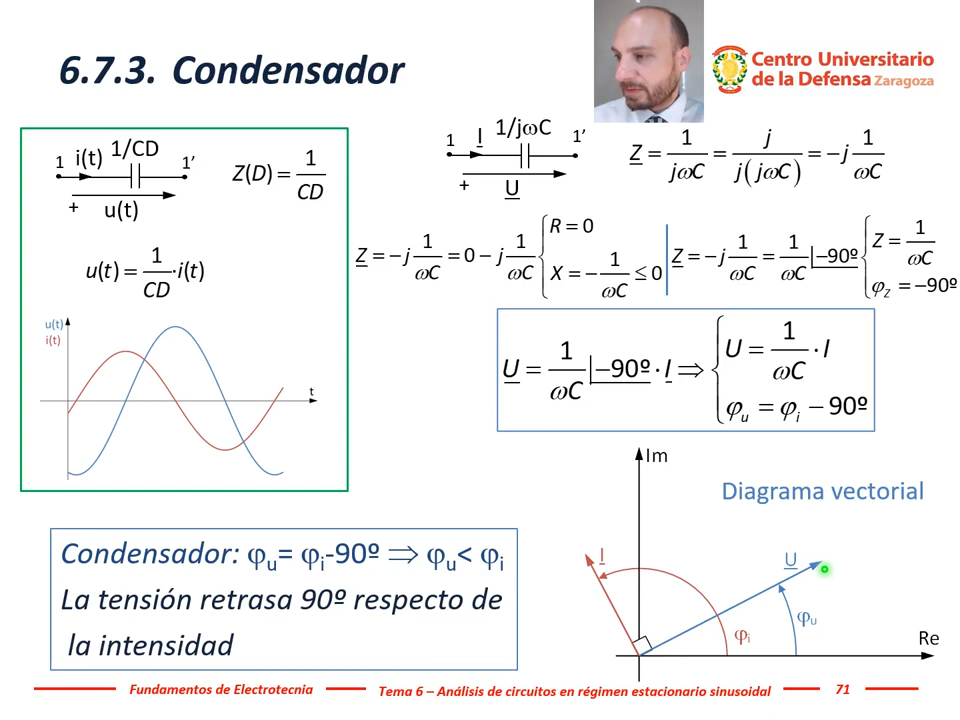 6.7.3. Condensador
Centro Universitario
de la Defensa Zaragoza
1 i(t) 1/CD 1’
+ u(t)
Z(D) = 1/CD
u(t) = 1/CD · i(t)
u(t)
i(t)
t
1 I 1/jωC 1’
+ U
Z = 1/jωC = j/j(jωC) = −j 1/ωC
Z = −j 1/ωC = 0 − j 1/ωC { R = 0
X = − 1/ωC ≤ 0
Z = −j 1/ωC = 1/ωC |−90º { Z = 1/ωC
φZ = −90º
U = 1/ωC |−90º · I ⇒ { U = 1/ωC · I
φu = φi − 90º
Condensador: φu= φi-90º ⇒ φu< φi
La tensión retrasa 90º respecto de
la intensidad
Diagrama vectorial
Im
I
U
φi
φu
Re
Fundamentos de Electrotecnia
Tema 6 – Análisis de circuitos en régimen estacionario sinusoidal
71